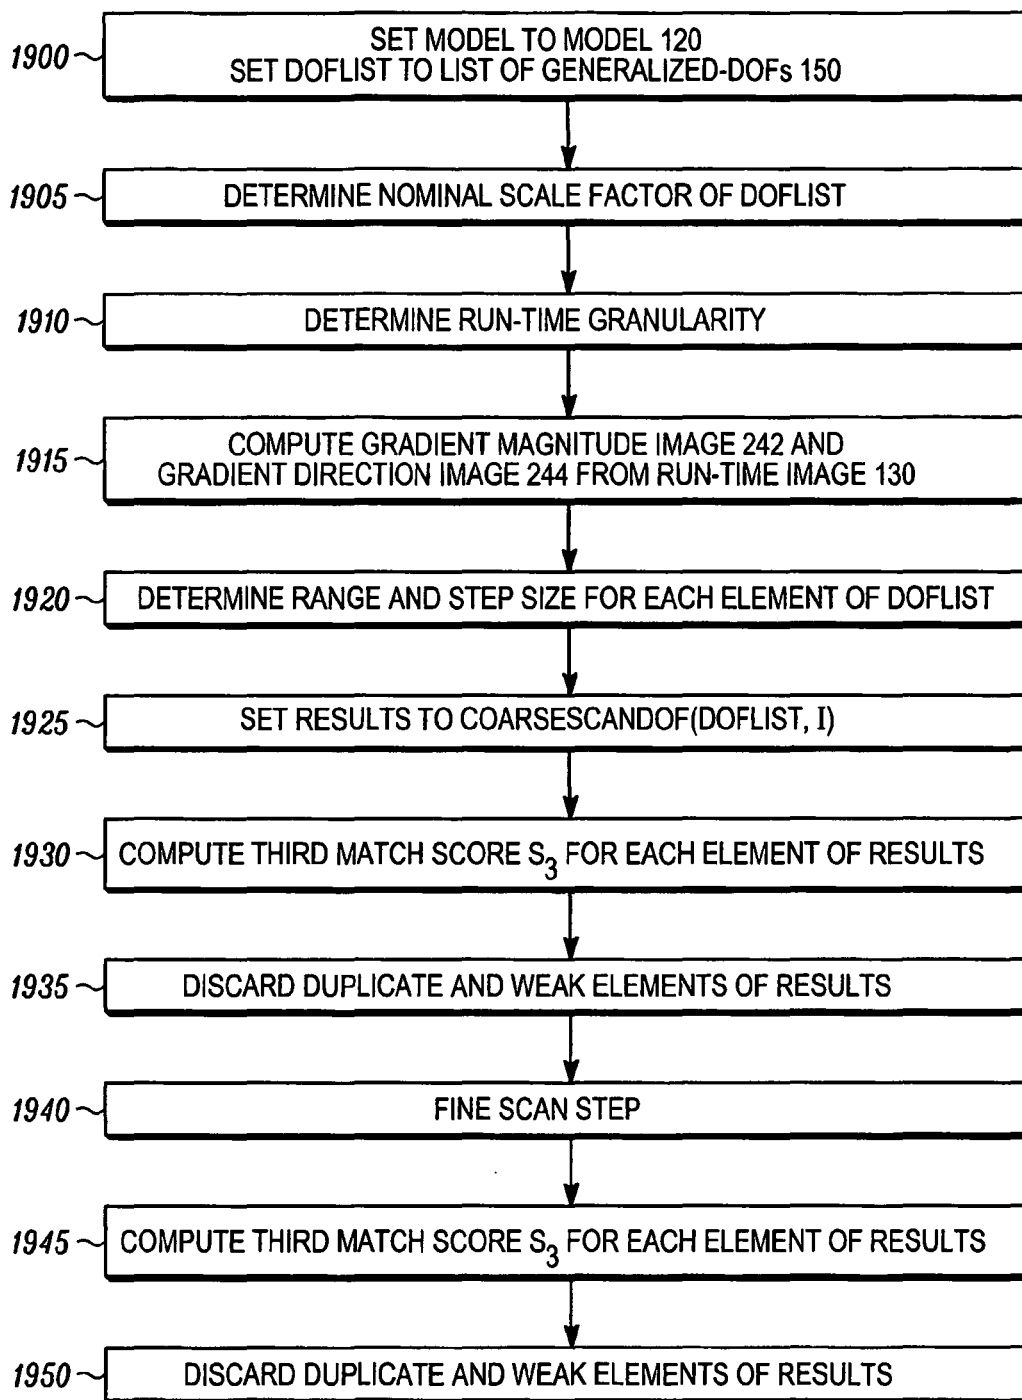 1900
SET MODEL TO MODEL 120
SET DOFLIST TO LIST OF GENERALIZED-DOFs 150
1905
DETERMINE NOMINAL SCALE FACTOR OF DOFLIST
1910
DETERMINE RUN-TIME GRANULARITY
1915
COMPUTE GRADIENT MAGNITUDE IMAGE 242 AND
GRADIENT DIRECTION IMAGE 244 FROM RUN-TIME IMAGE 130
1920
DETERMINE RANGE AND STEP SIZE FOR EACH ELEMENT OF DOFLIST
1925
SET RESULTS TO COARSESCANDOF(DOFLIST, I)
1930
COMPUTE THIRD MATCH SCORE S3 FOR EACH ELEMENT OF RESULTS
1935
DISCARD DUPLICATE AND WEAK ELEMENTS OF RESULTS
1940
FINE SCAN STEP
1945
COMPUTE THIRD MATCH SCORE S3 FOR EACH ELEMENT OF RESULTS
1950
DISCARD DUPLICATE AND WEAK ELEMENTS OF RESULTS